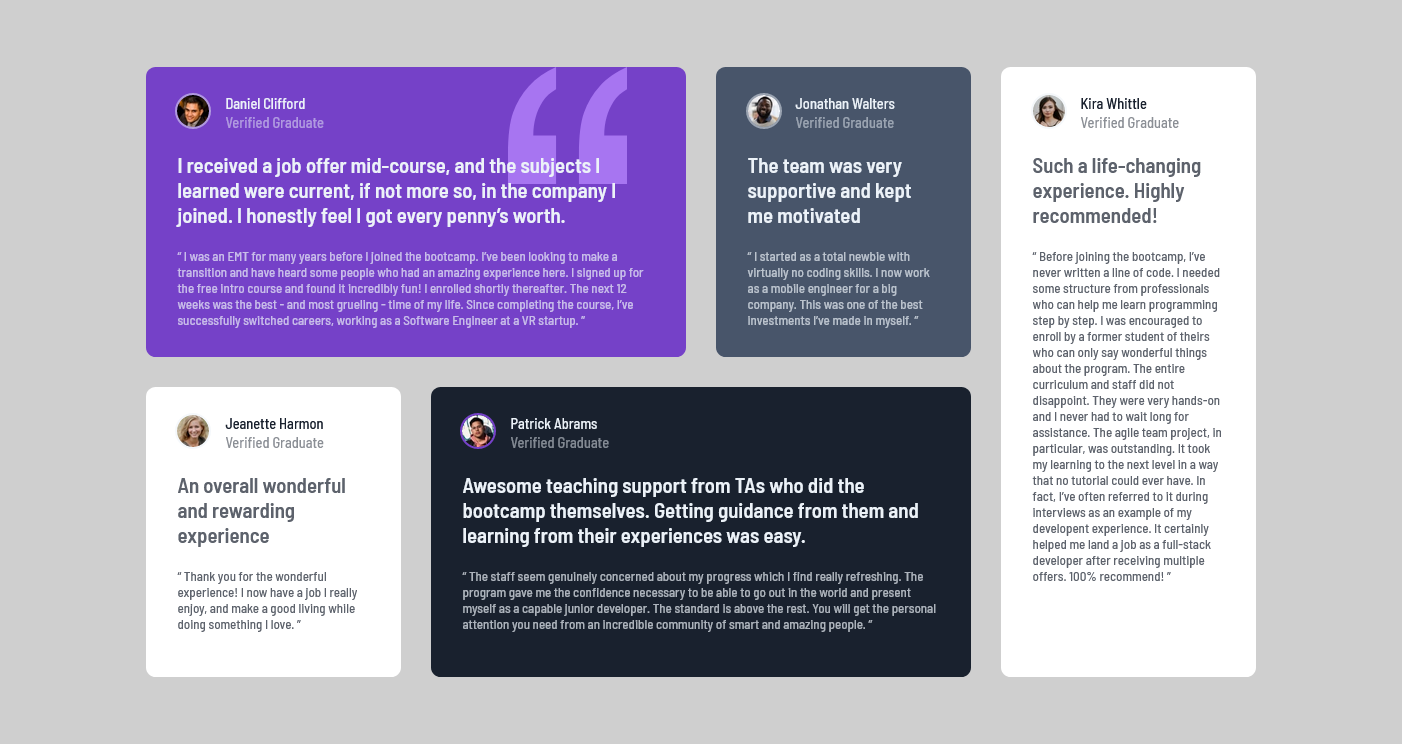 Daniel Clifford
Verified Graduate
I received a job offer mid-course, and the subjects I
learned were current, if not more so, in the company I
joined. I honestly feel I got every penny’s worth.
“ I was an EMT for many years before I joined the bootcamp. I’ve been looking to make a
transition and have heard some people who had an amazing experience here. I signed up for
the free intro course and found it incredibly fun! I enrolled shortly thereafter. The next 12
weeks was the best - and most grueling - time of my life. Since completing the course, I’ve
successfully switched careers, working as a Software Engineer at a VR startup. ”
Jonathan Walters
Verified Graduate
The team was very
supportive and kept
me motivated
“ I started as a total newbie with
virtually no coding skills. I now work
as a mobile engineer for a big
company. This was one of the best
investments I’ve made in myself. ”
Kira Whittle
Verified Graduate
Such a life-changing
experience. Highly
recommended!
“ Before joining the bootcamp, I’ve
never written a line of code. I needed
some structure from professionals
who can help me learn programming
step by step. I was encouraged to
enroll by a former student of theirs
who can only say wonderful things
about the program. The entire
curriculum and staff did not
disappoint. They were very hands-on
and I never had to wait long for
assistance. The agile team project, in
particular, was outstanding. It took
my learning to the next level in a way
that no tutorial could ever have. In
fact, I’ve often referred to it during
interviews as an example of my
developent experience. It certainly
helped me land a job as a full-stack
developer after receiving multiple
offers. 100% recommend! ”
Jeanette Harmon
Verified Graduate
An overall wonderful
and rewarding
experience
“ Thank you for the wonderful
experience! I now have a job I really
enjoy, and make a good living while
doing something I love. ”
Patrick Abrams
Verified Graduate
Awesome teaching support from TAs who did the
bootcamp themselves. Getting guidance from them and
learning from their experiences was easy.
“ The staff seem genuinely concerned about my progress which I find really refreshing. The
program gave me the confidence necessary to be able to go out in the world and present
myself as a capable junior developer. The standard is above the rest. You will get the personal
attention you need from an incredible community of smart and amazing people. ”